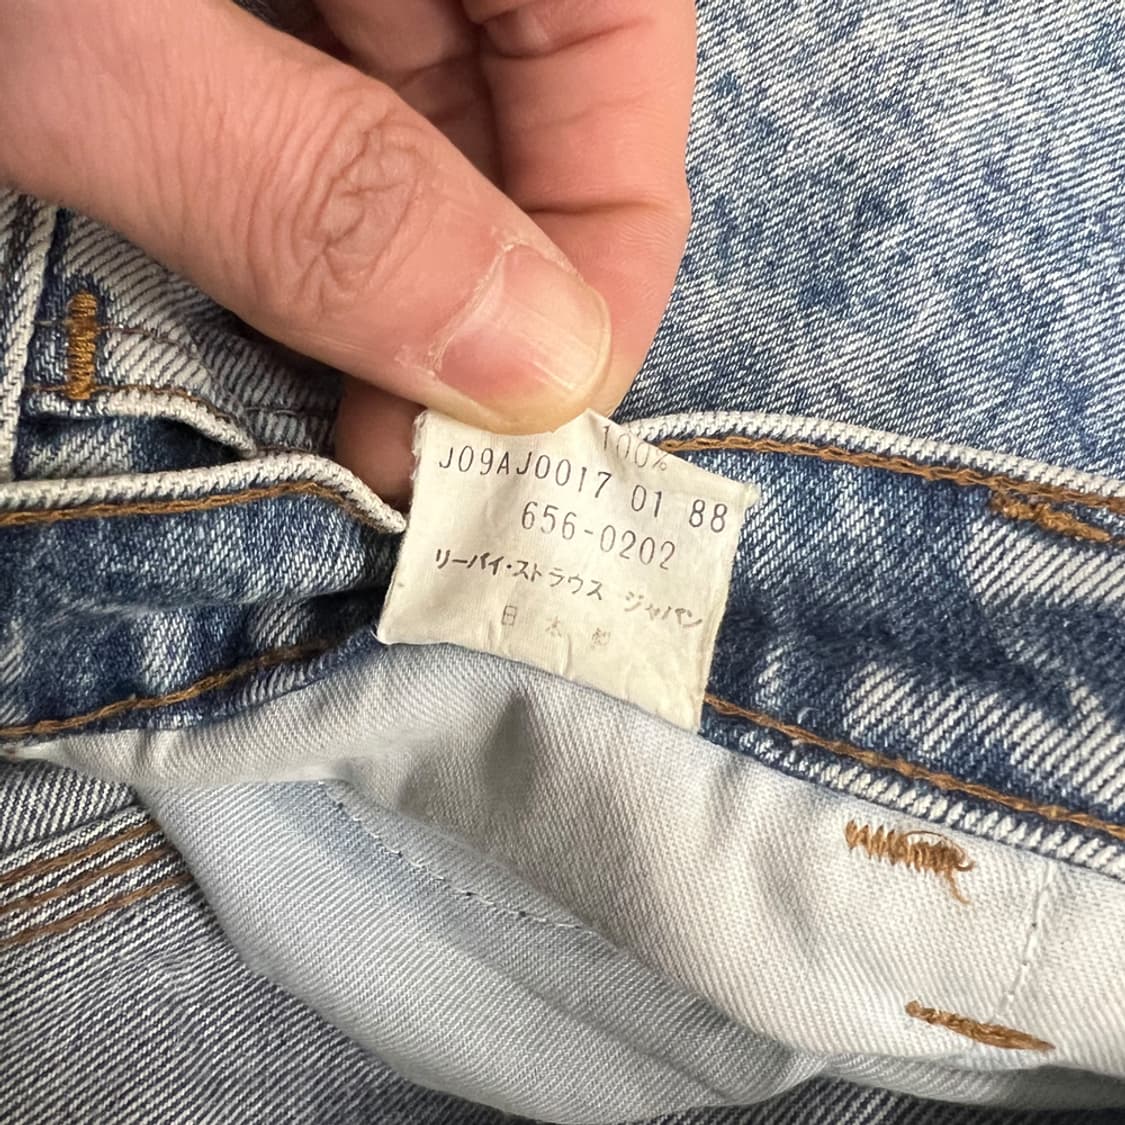 100%
J09AJ0017 01 88
656-0202
リーバイ・ストラウス ジャパン
日本製